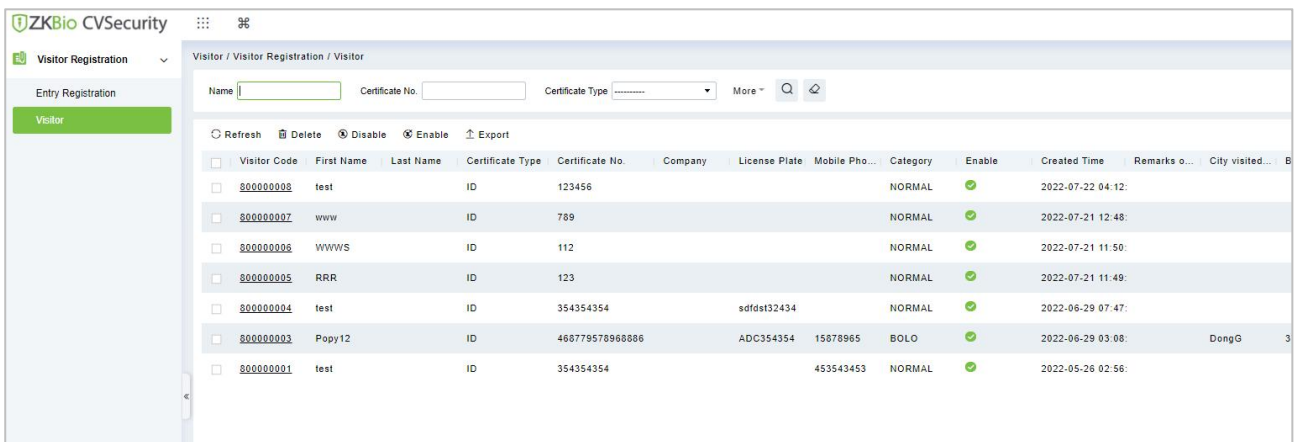 ZKBio CVSecurity
Visitor Registration
Entry Registration
Visitor
Visitor / Visitor Registration / Visitor
Name Certificate No. Certificate Type ---------- More
Refresh Delete Disable Enable Export
Visitor Code First Name Last Name Certificate Type Certificate No. Company License Plate Mobile Pho... Category Enable Created Time Remarks o... City visited... B
800000008 test ID 123456 NORMAL 2022-07-22 04:12:
800000007 www ID 789 NORMAL 2022-07-21 12:48:
800000006 WWWS ID 112 NORMAL 2022-07-21 11:50:
800000005 RRR ID 123 NORMAL 2022-07-21 11:49:
800000004 test ID 354354354 sdfdst32434 NORMAL 2022-06-29 07:47:
800000003 Popy12 ID 468779578968886 ADC354354 15878965 BOLO 2022-06-29 03:08: DongG 3
800000001 test ID 354354354 453543453 NORMAL 2022-05-26 02:56: